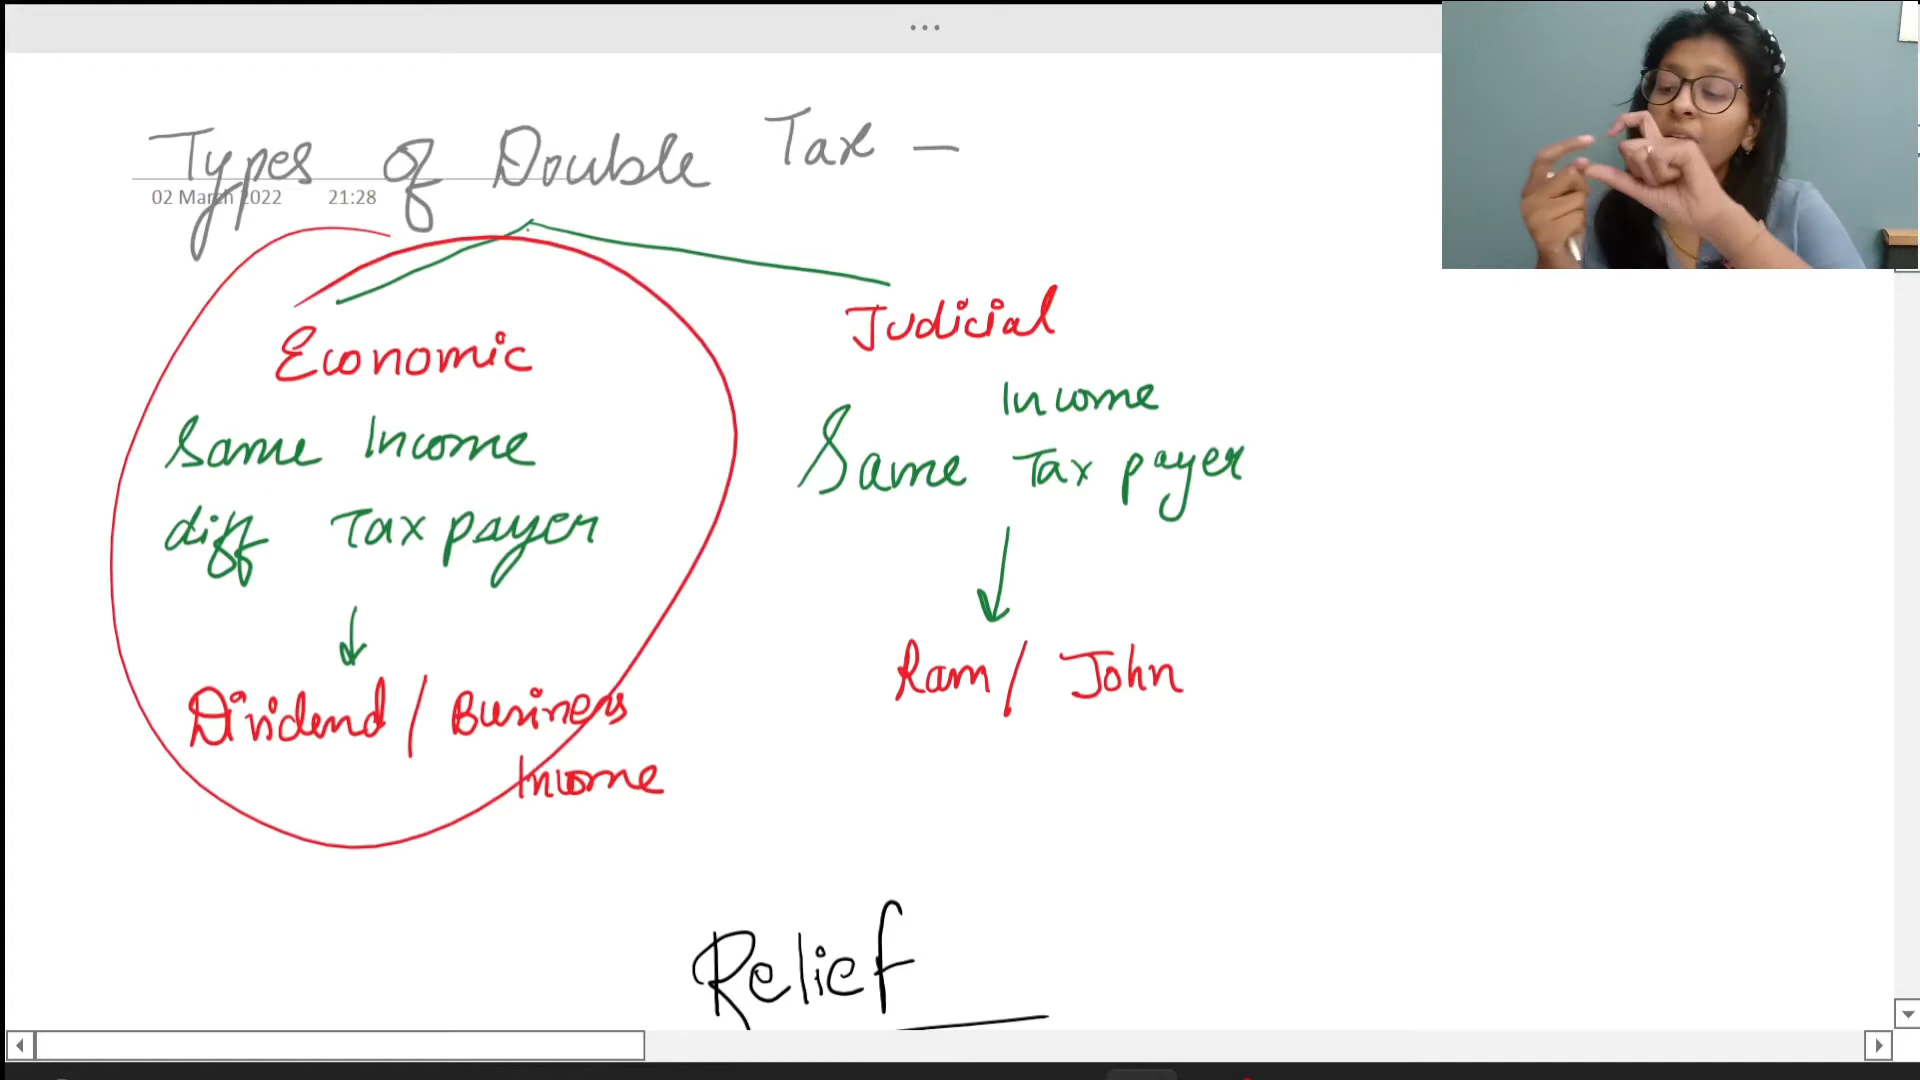 Types of Double Tax —
02 March 2022 21:28
Economic
Same Income
diff Tax payer
Dividend / Business
Income
Judicial
Income
Same Tax payer
Ram / John
Relief